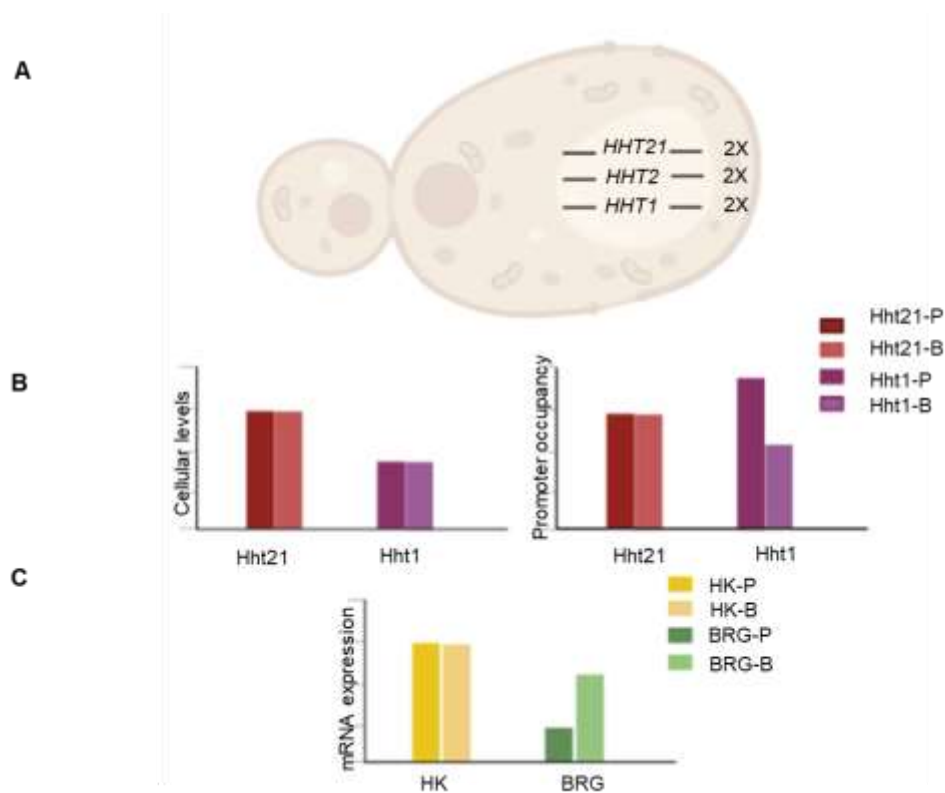 A
HHT21 2X
HHT2 2X
HHT1 2X
B
Cellular levels
Hht21 Hht1
Promoter occupancy
Hht21 Hht1
Hht21-P
Hht21-B
Hht1-P
Hht1-B
C
mRNA expression
HK BRG
HK-P
HK-B
BRG-P
BRG-B